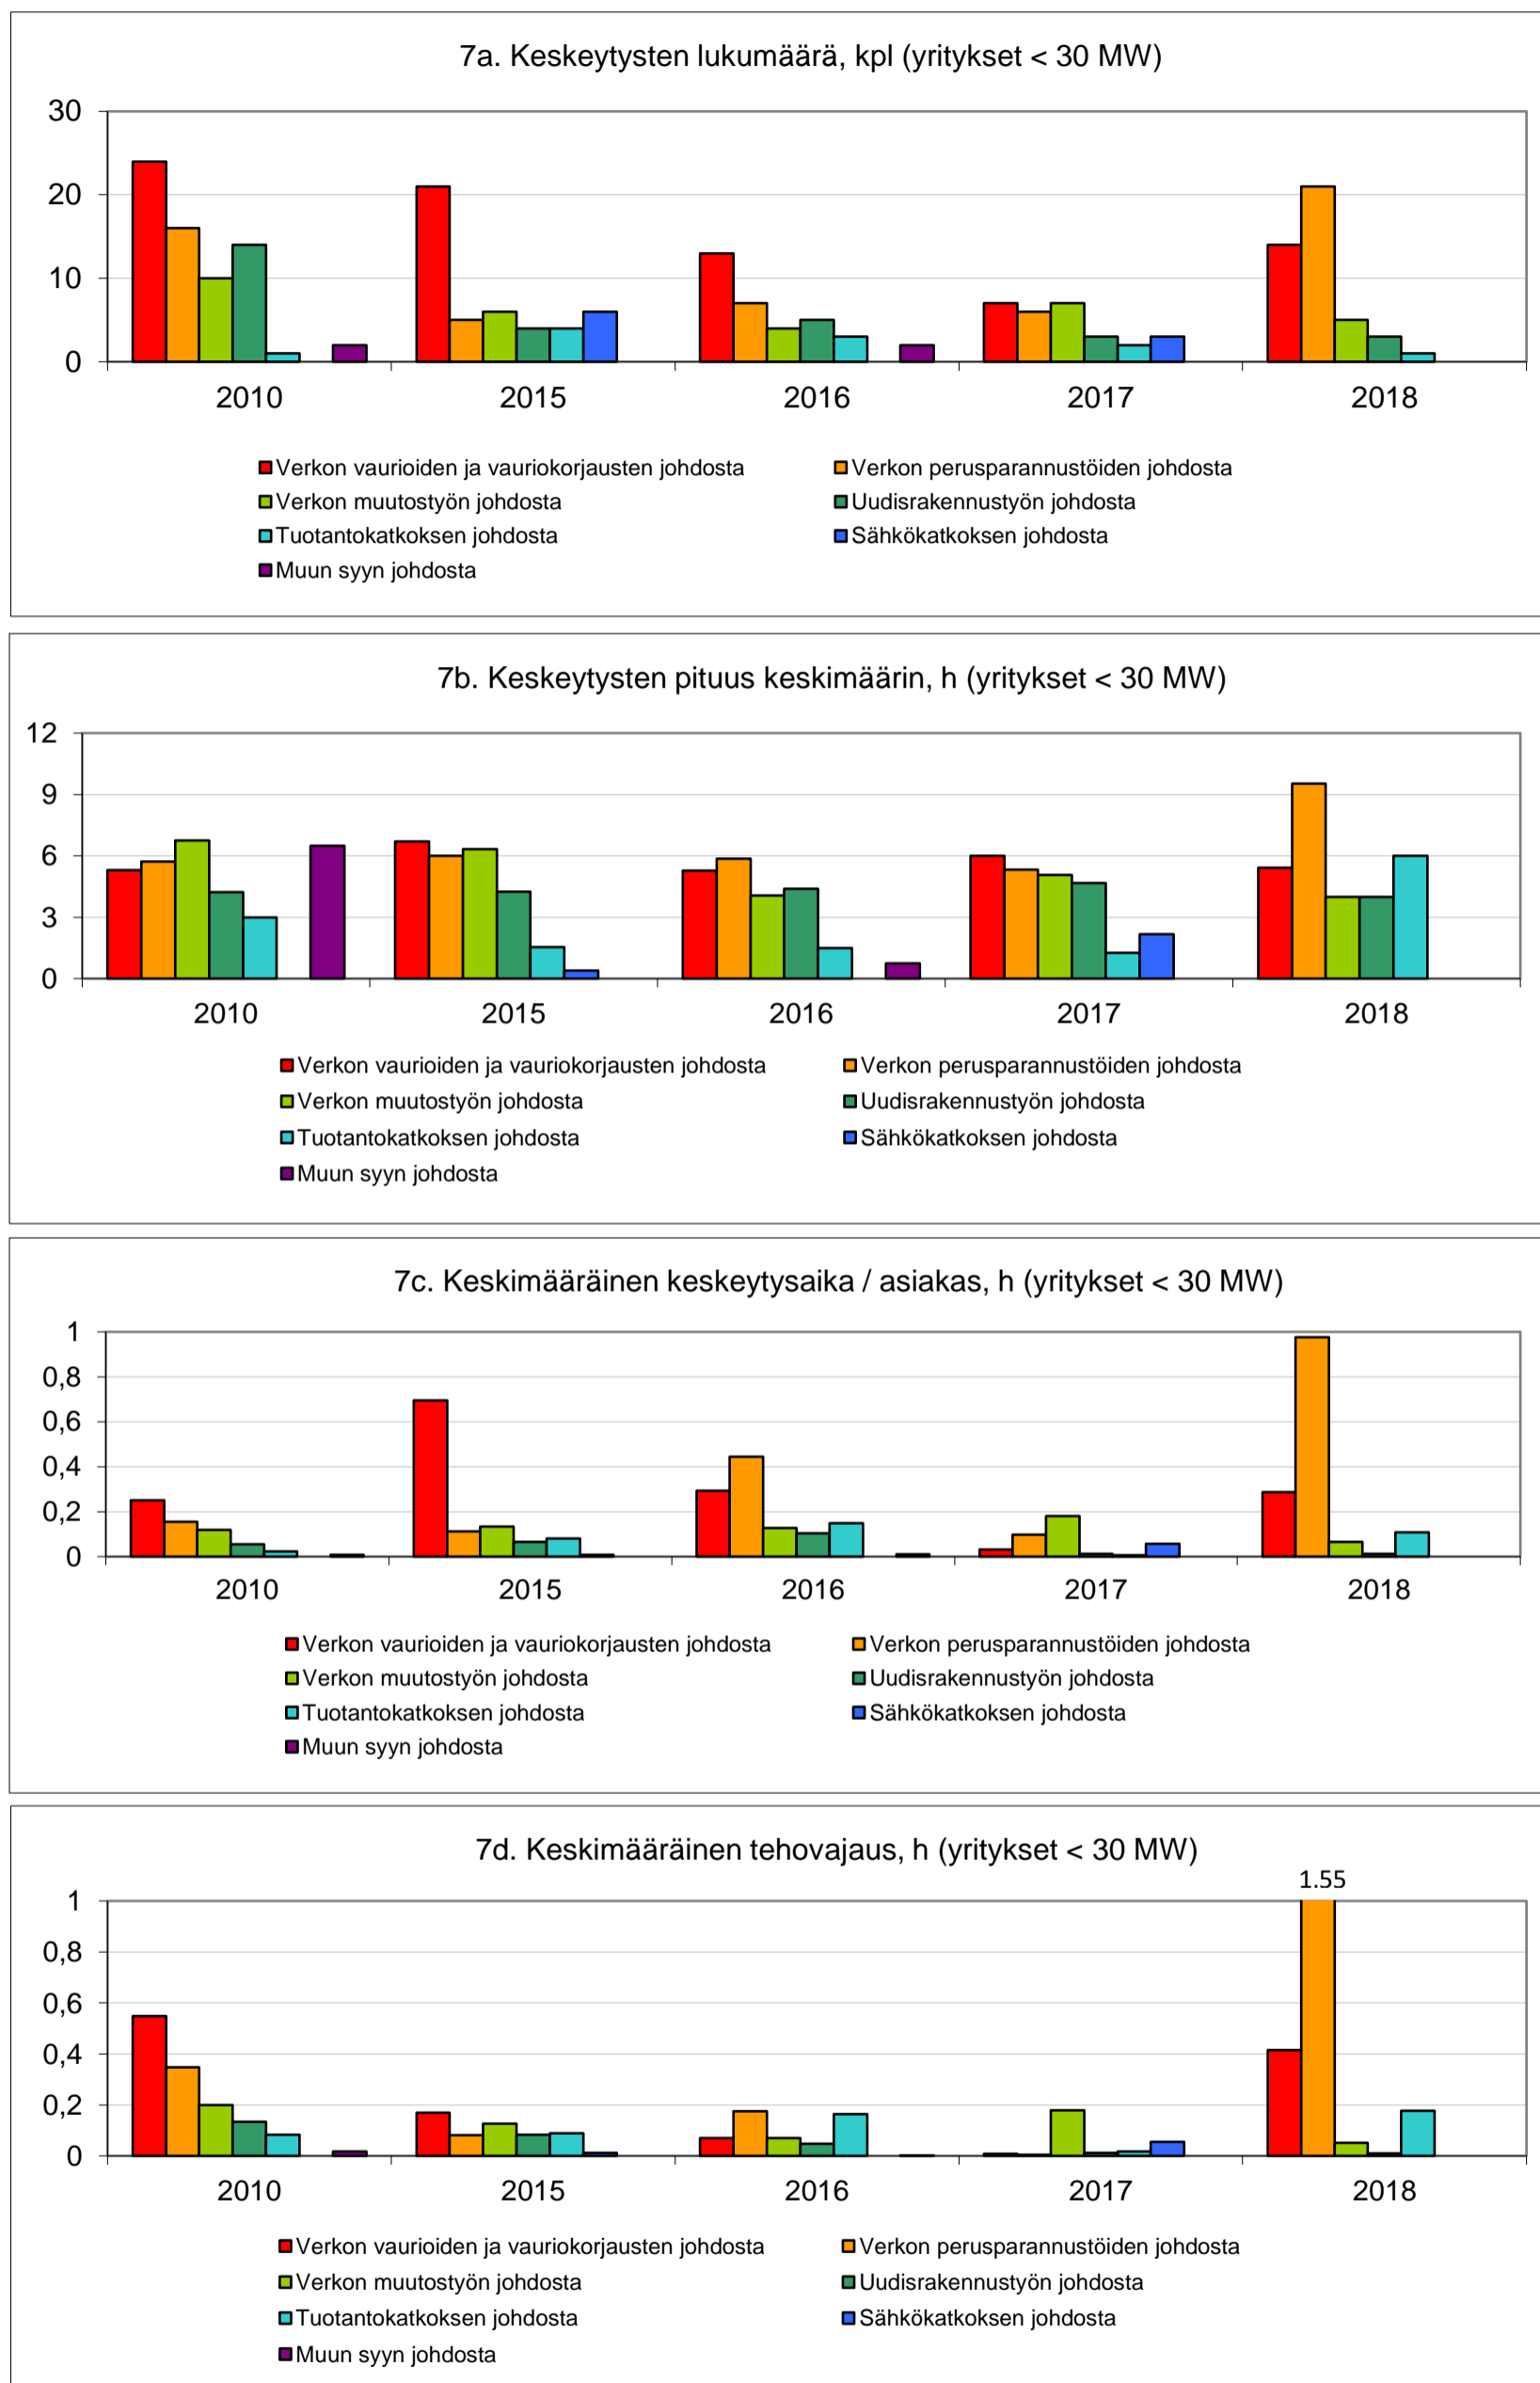 7a. Keskeytysten lukumäärä, kpl (yritykset < 30 MW)
30
20
10
0
2010 2015 2016 2017 2018
Verkon vaurioiden ja vauriokorjausten johdosta Verkon perusparannustöiden johdosta
Verkon muutostyön johdosta Uudisrakennustyön johdosta
Tuotantokatkoksen johdosta Sähkökatkoksen johdosta
Muun syyn johdosta
7b. Keskeytysten pituus keskimäärin, h (yritykset < 30 MW)
12
9
6
3
0
2010 2015 2016 2017 2018
Verkon vaurioiden ja vauriokorjausten johdosta Verkon perusparannustöiden johdosta
Verkon muutostyön johdosta Uudisrakennustyön johdosta
Tuotantokatkoksen johdosta Sähkökatkoksen johdosta
Muun syyn johdosta
7c. Keskimääräinen keskeytysaika / asiakas, h (yritykset < 30 MW)
1
0,8
0,6
0,4
0,2
0
2010 2015 2016 2017 2018
Verkon vaurioiden ja vauriokorjausten johdosta Verkon perusparannustöiden johdosta
Verkon muutostyön johdosta Uudisrakennustyön johdosta
Tuotantokatkoksen johdosta Sähkökatkoksen johdosta
Muun syyn johdosta
7d. Keskimääräinen tehovajaus, h (yritykset < 30 MW)
1.55
1
0,8
0,6
0,4
0,2
0
2010 2015 2016 2017 2018
Verkon vaurioiden ja vauriokorjausten johdosta Verkon perusparannustöiden johdosta
Verkon muutostyön johdosta Uudisrakennustyön johdosta
Tuotantokatkoksen johdosta Sähkökatkoksen johdosta
Muun syyn johdosta